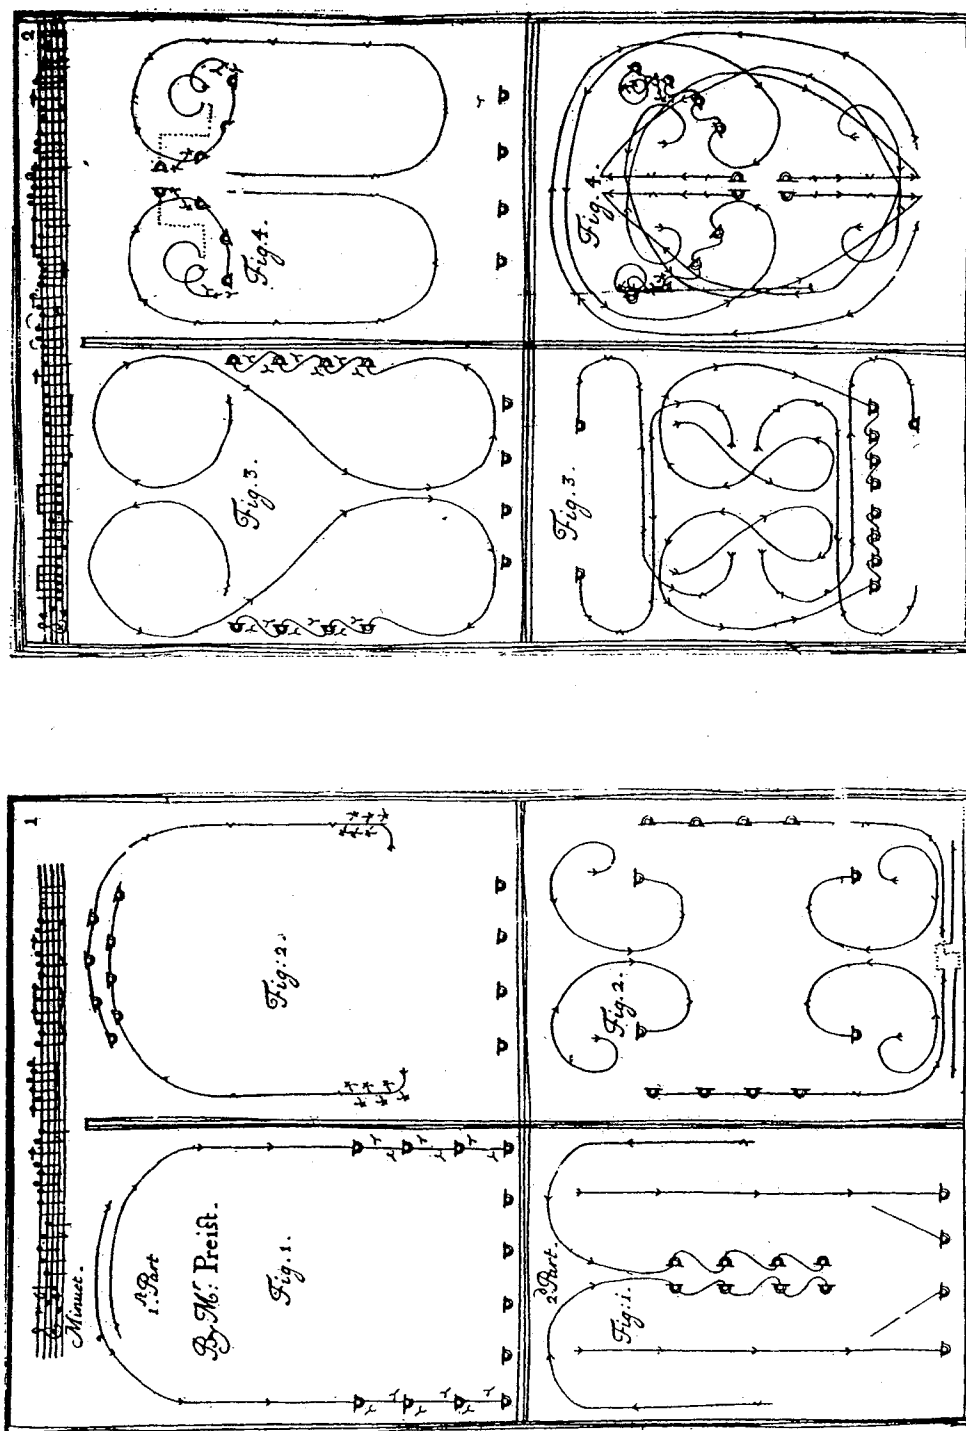 1
Minuet.
1.st Part
By Mr: Preist.
Fig. 1.
Fig: 2.
2d Part.
Fig: 1.
Fig. 2.
2
Fig. 3.
Fig. 4.
Fig. 3.
Fig. 4.